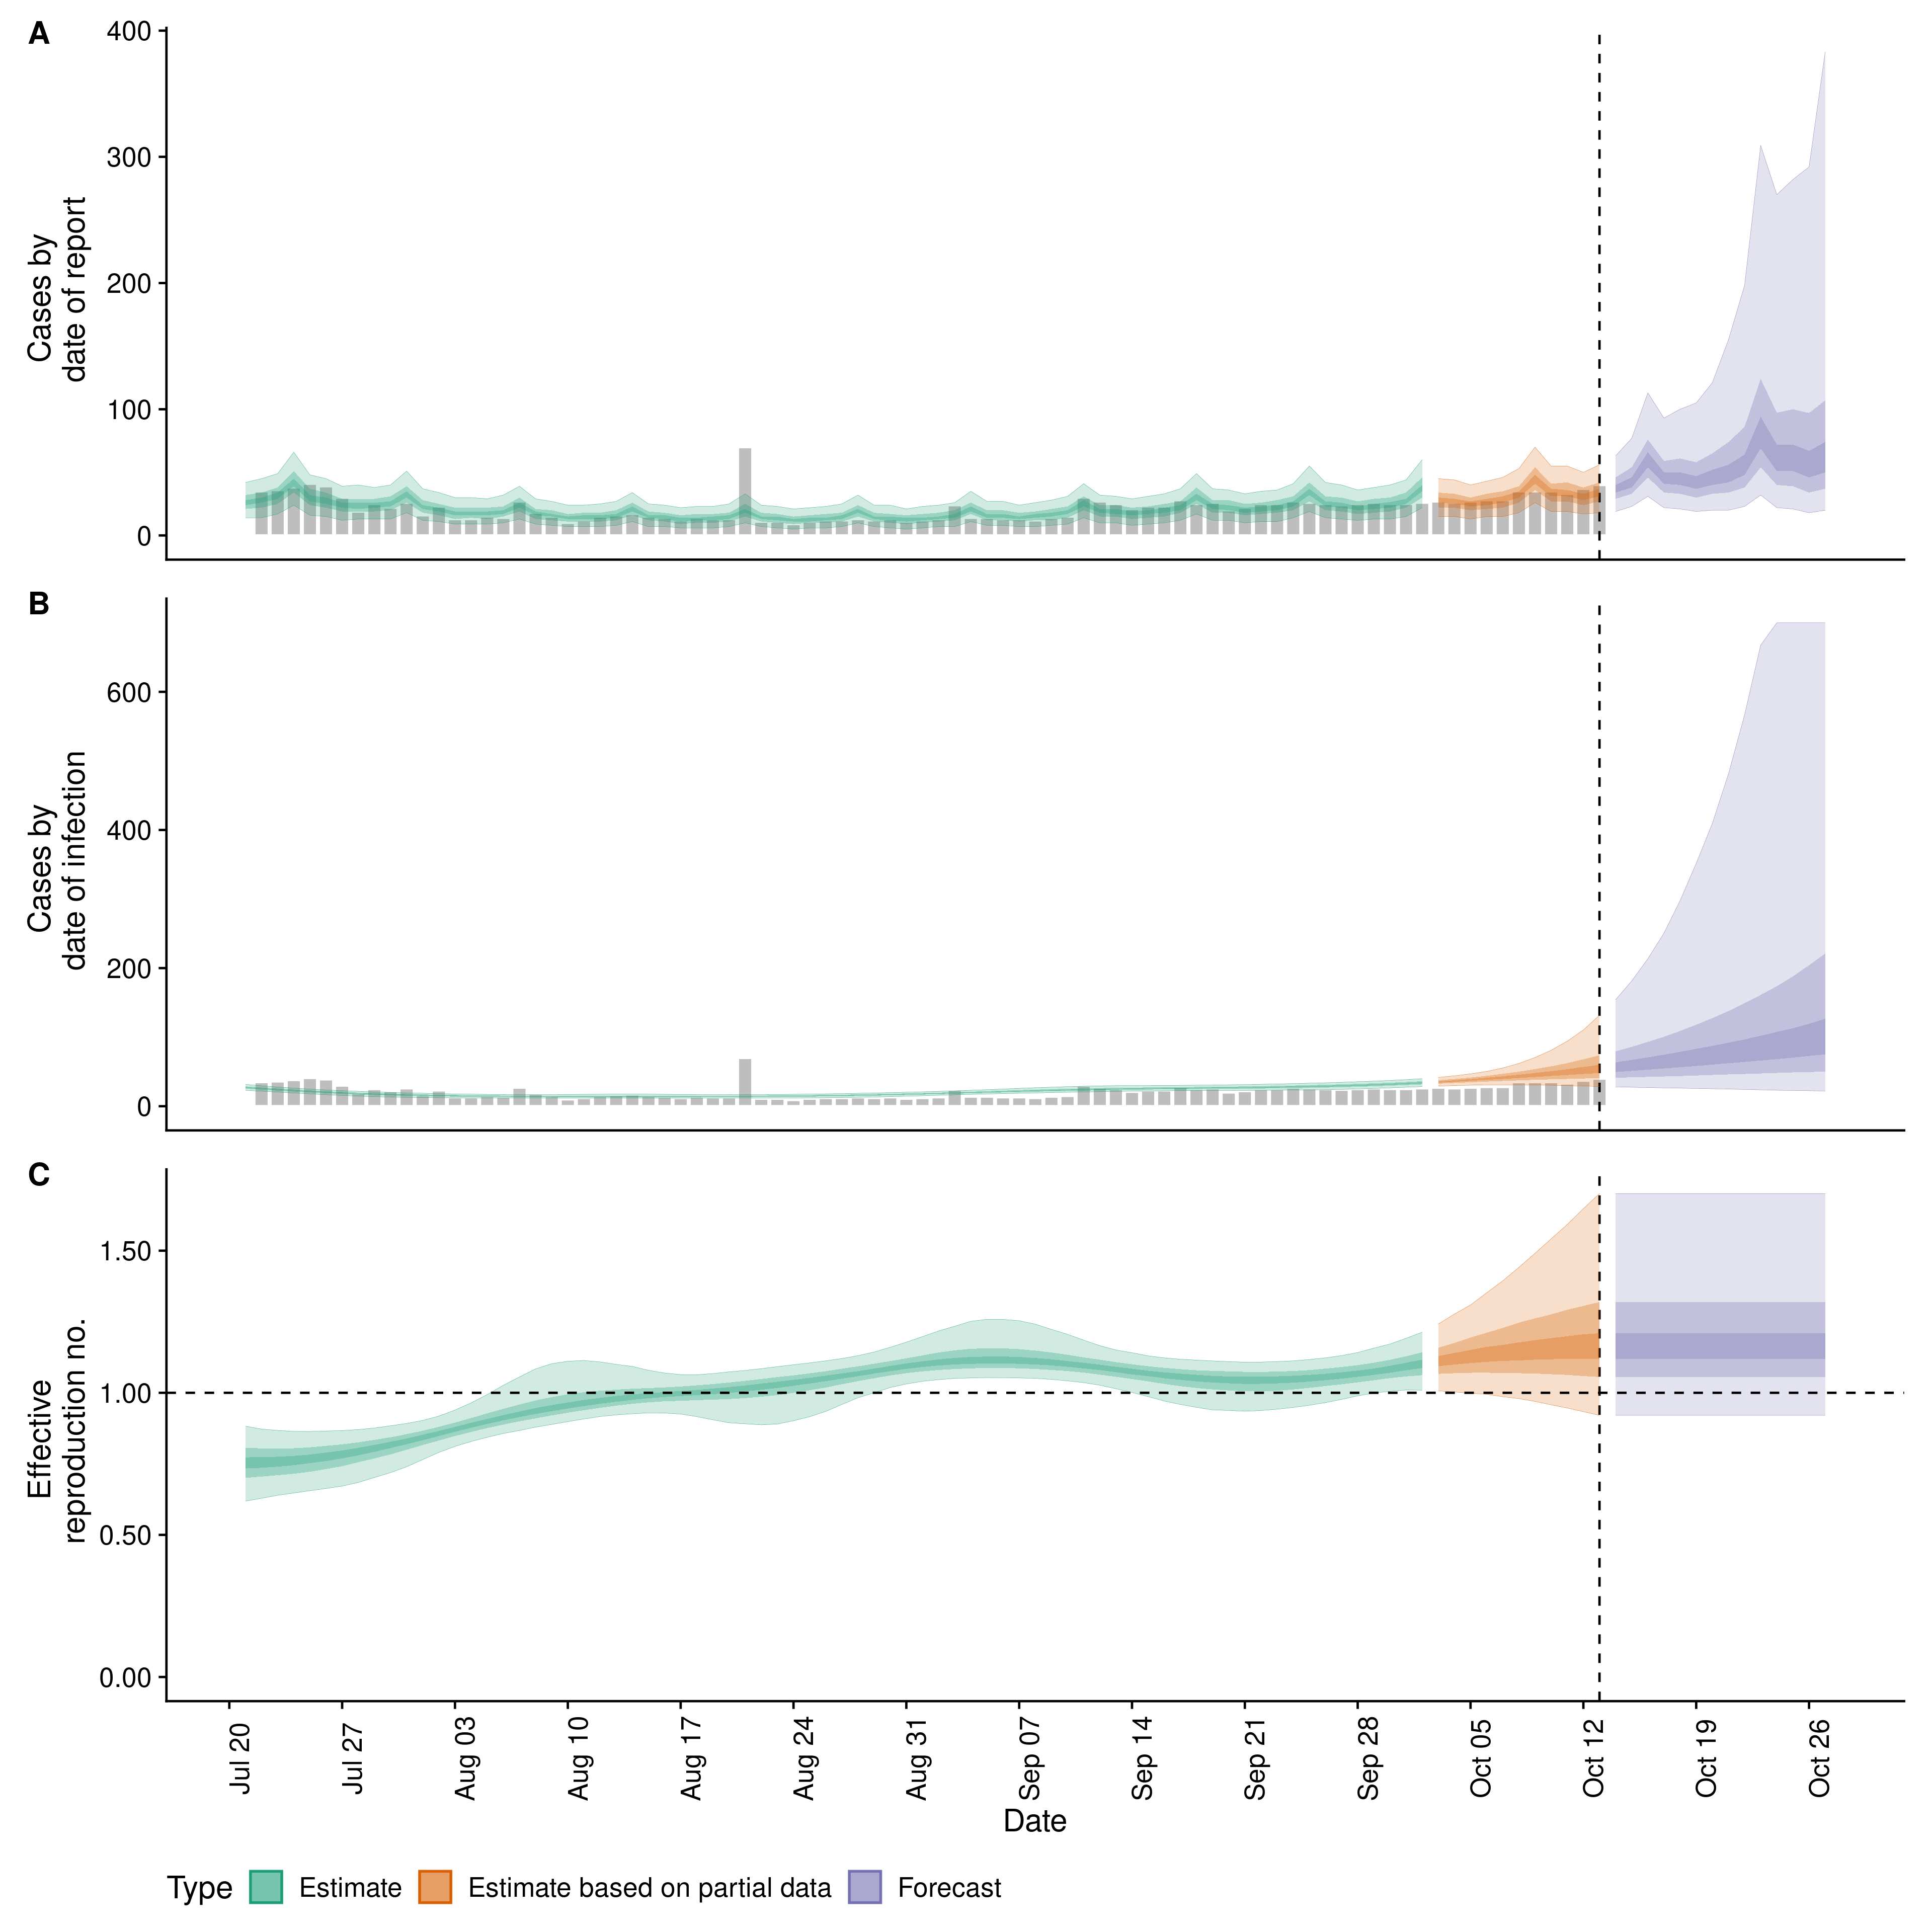 A
400
300
200
100
0
Cases by
date of report
B
600
400
200
0
Cases by
date of infection
C
1.50
1.00
0.50
0.00
Effective
reproduction no.
Jul 20
Jul 27
Aug 03
Aug 10
Aug 17
Aug 24
Aug 31
Sep 07
Sep 14
Sep 21
Sep 28
Oct 05
Oct 12
Oct 19
Oct 26
Date
Type Estimate Estimate based on partial data Forecast